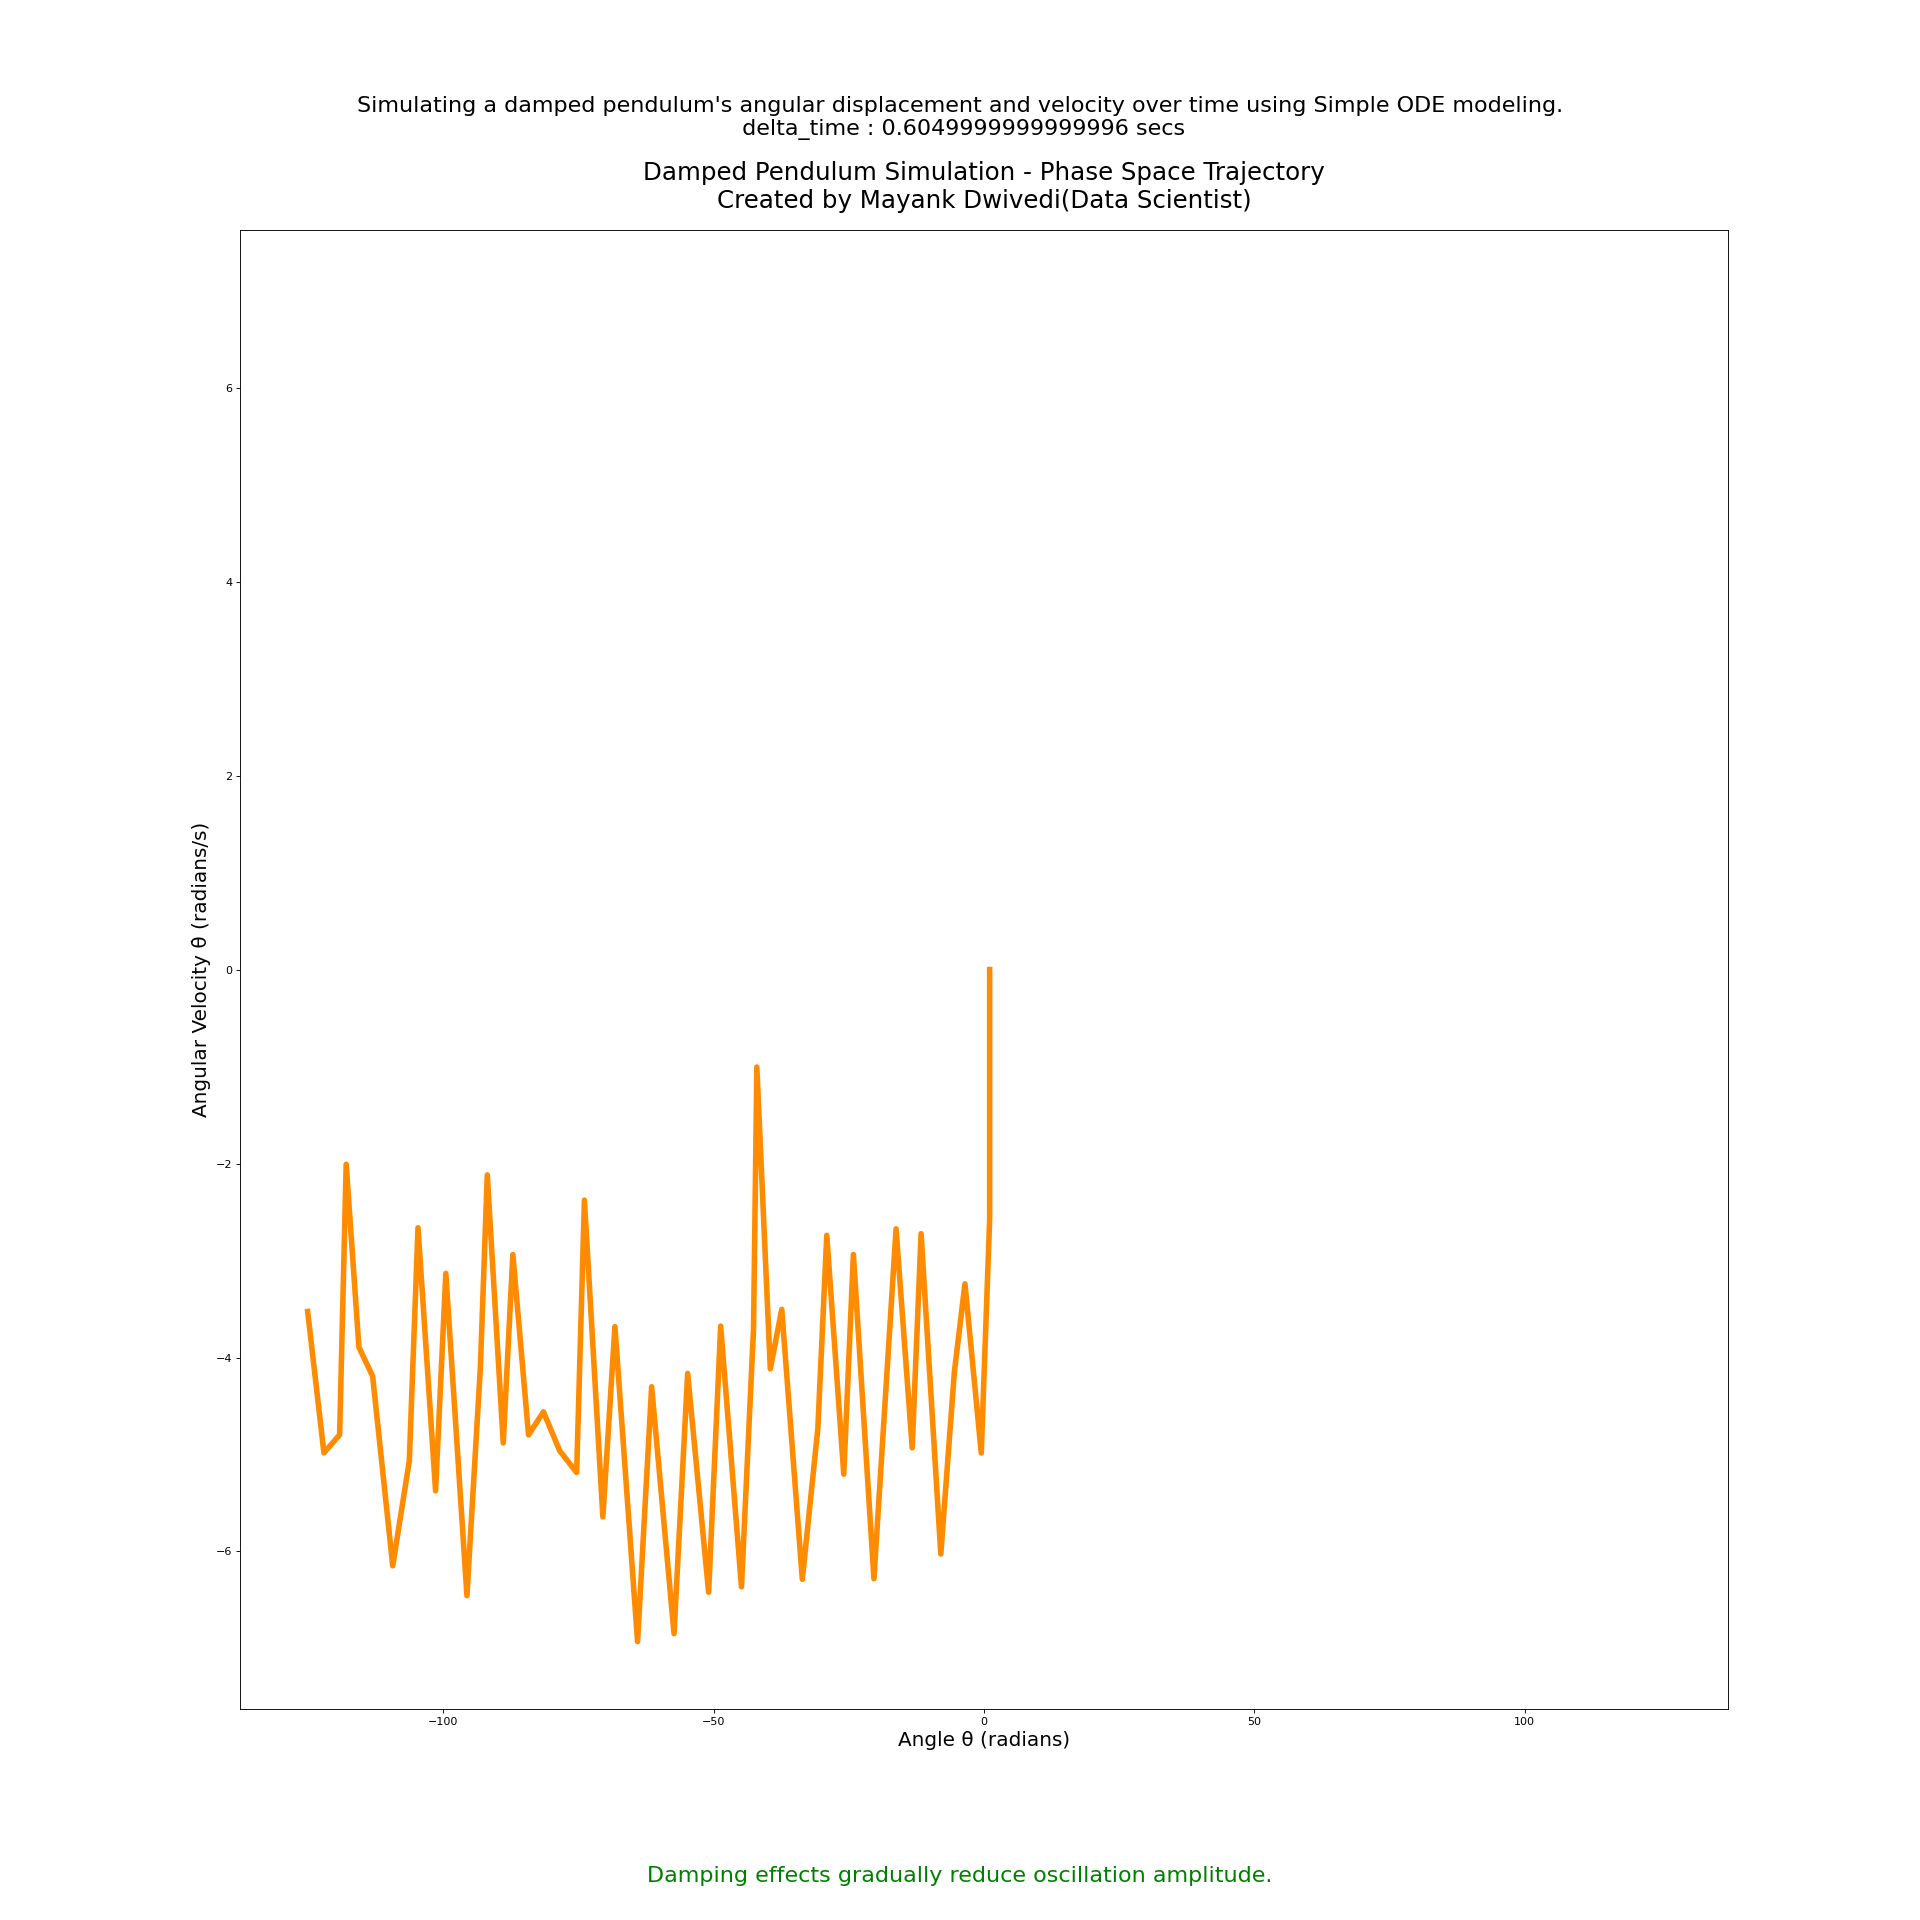 Simulating a damped pendulum's angular displacement and velocity over time using Simple ODE modeling.
delta_time : 0.6049999999999996 secs
Damped Pendulum Simulation - Phase Space Trajectory
Created by Mayank Dwivedi(Data Scientist)
6
4
2
0
−2
−4
−6
Angular Velocity θ̇ (radians/s)
−100
−50
0
50
100
Angle θ (radians)
Damping effects gradually reduce oscillation amplitude.